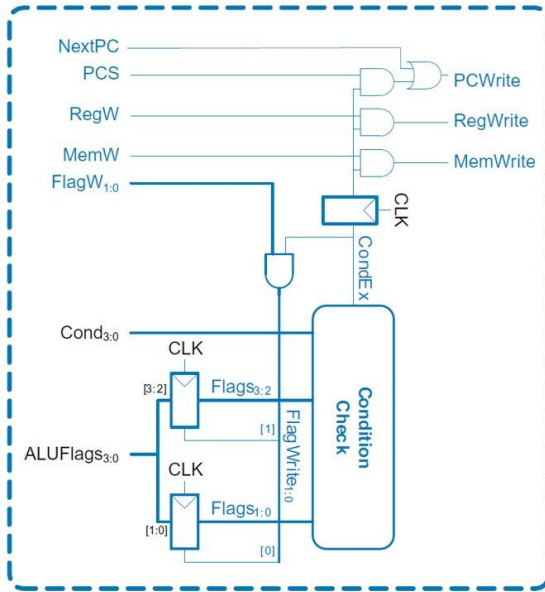 NextPC
PCS
PCWrite
RegW
RegWrite
MemW
MemWrite
FlagW1:0
CLK
CondEx
Cond3:0
CLK
[3:2]
Flags3:2
[1]
FlagWrite1:0
Condition
Check
ALUFlags3:0
CLK
Flags1:0
[1:0]
[0]